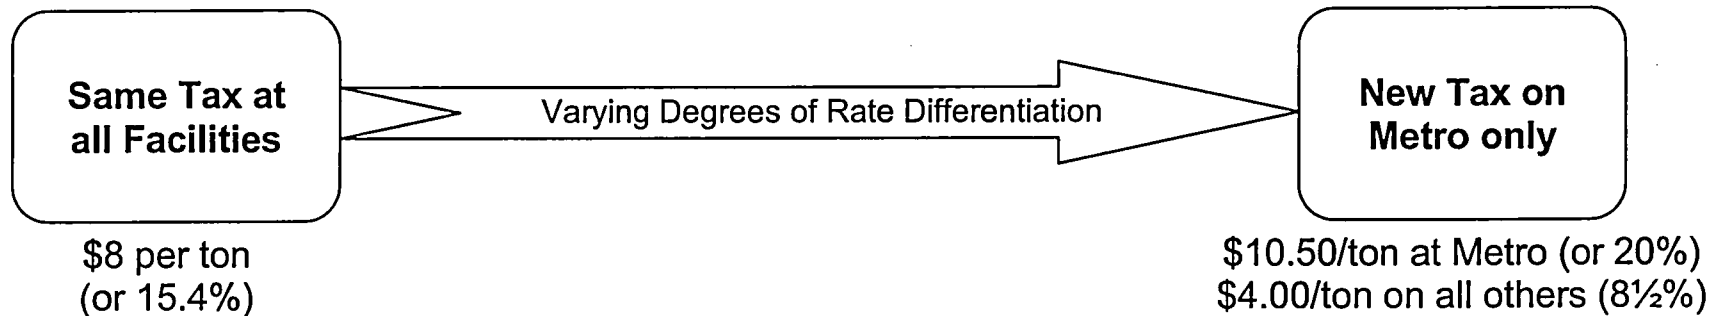 Same Tax at
all Facilities
Varying Degrees of Rate Differentiation
New Tax on
Metro only
$8 per ton
(or 15.4%)
$10.50/ton at Metro (or 20%)
$4.00/ton on all others (8½%)